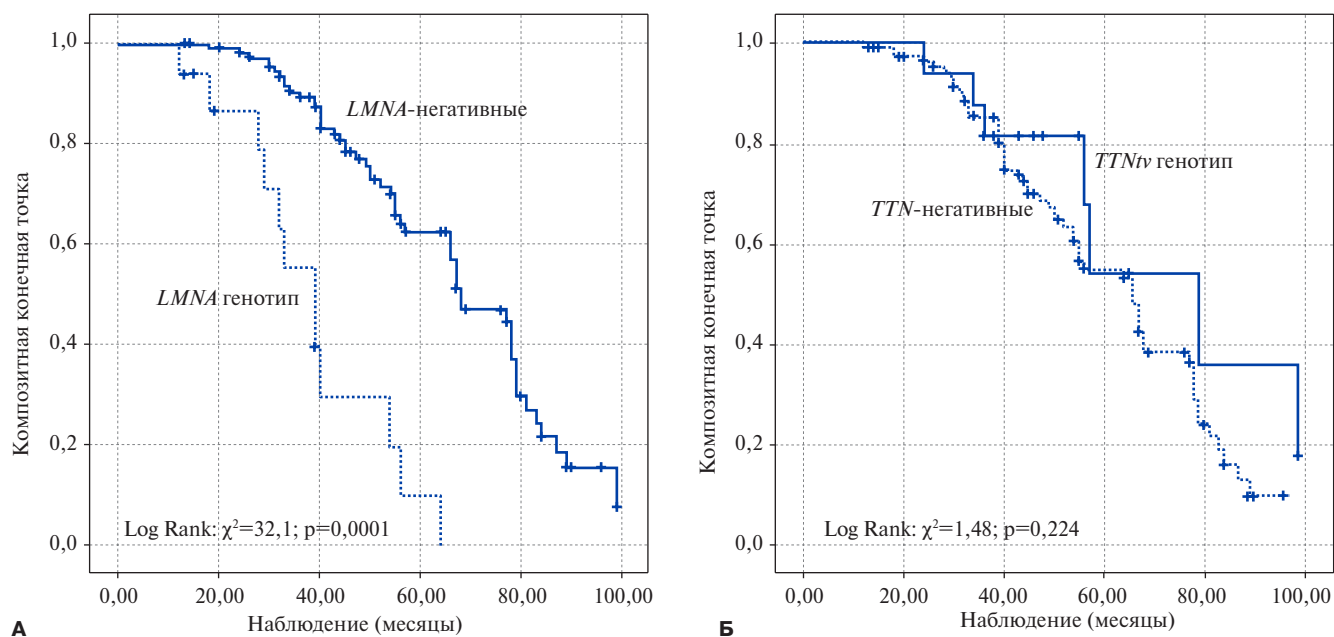 Композитная конечная точка
1,0
0,8
0,6
0,4
0,2
0,0
LMNA-негативные
LMNA генотип
Log Rank: χ²=32,1; p=0,0001
0,00 20,00 40,00 60,00 80,00 100,00
Наблюдение (месяцы)
А
Композитная конечная точка
1,0
0,8
0,6
0,4
0,2
0,0
TTNtv генотип
TTN-негативные
Log Rank: χ²=1,48; p=0,224
0,00 20,00 40,00 60,00 80,00 100,00
Наблюдение (месяцы)
Б